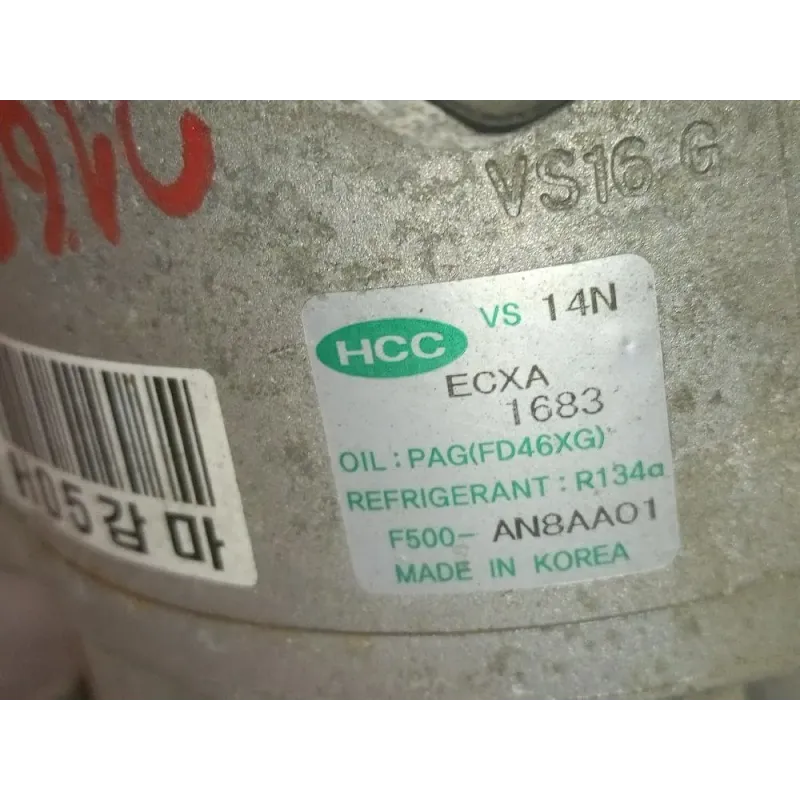 VS16 G
HCC VS 14N
ECXA
1683
OIL : PAG(FD46XG)
REFRIGERANT : R134a
F500- AN8AA01
MADE IN KOREA
H05감마